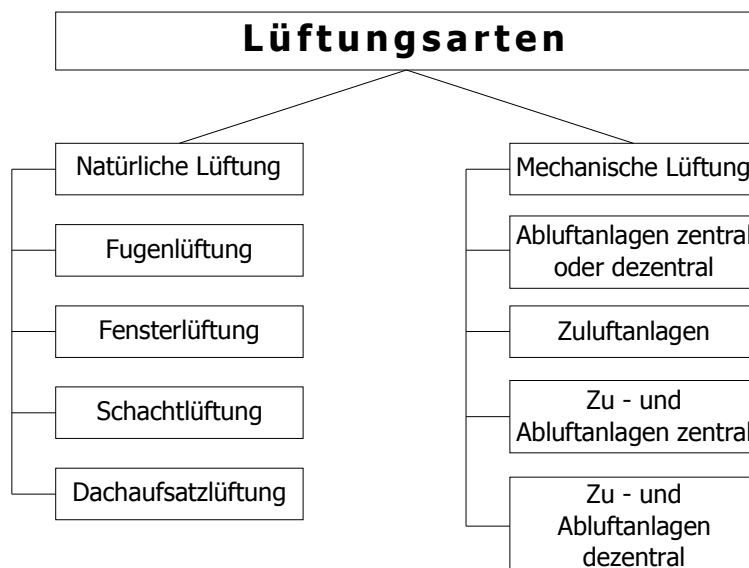 Lüftungsarten
Natürliche Lüftung
Fugenlüftung
Fensterlüftung
Schachtlüftung
Dachaufsatzlüftung
Mechanische Lüftung
Abluftanlagen zentral
oder dezentral
Zuluftanlagen
Zu - und
Abluftanlagen zentral
Zu - und
Abluftanlagen
dezentral